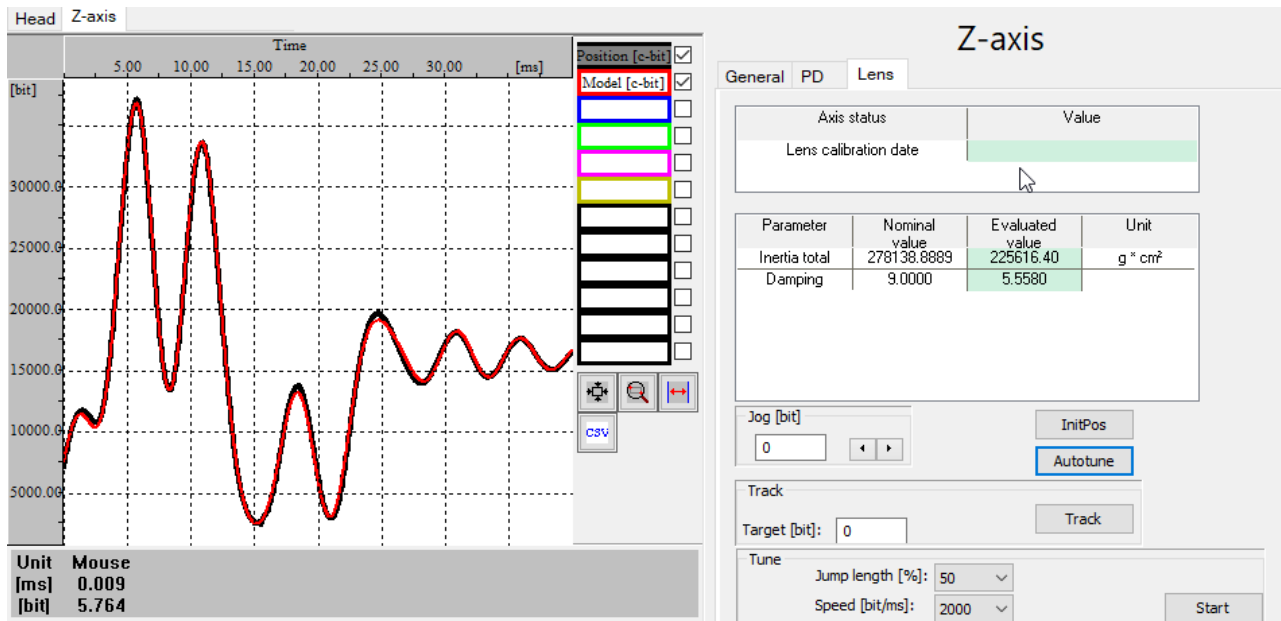 Head Z-axis
Time
5.00 10.00 15.00 20.00 25.00 30.00 [ms]
[bit]
30000.0
25000.0
20000.0
15000.0
10000.0
5000.00
Position [c-bit]
Model [c-bit]
CSV
Unit Mouse
[ms] 0.009
[bit] 5.764
Z-axis
General PD Lens
Axis status Value
Lens calibration date
Parameter Nominal value Evaluated value Unit
Inertia total 278138.8889 225616.40 g * cm²
Damping 9.0000 5.5580
Jog [bit]
0
InitPos
Autotune
Track
Target [bit]: 0 Track
Tune
Jump length [%]: 50
Speed [bit/ms]: 2000 Start